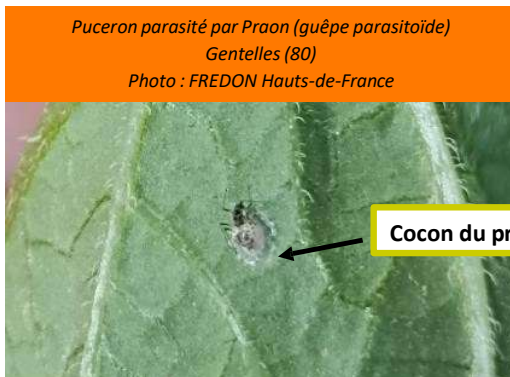 Puceron parasité par Praon (guêpe parasitoïde)
Gentelles (80)
Photo : FREDON Hauts-de-France
Cocon du pr